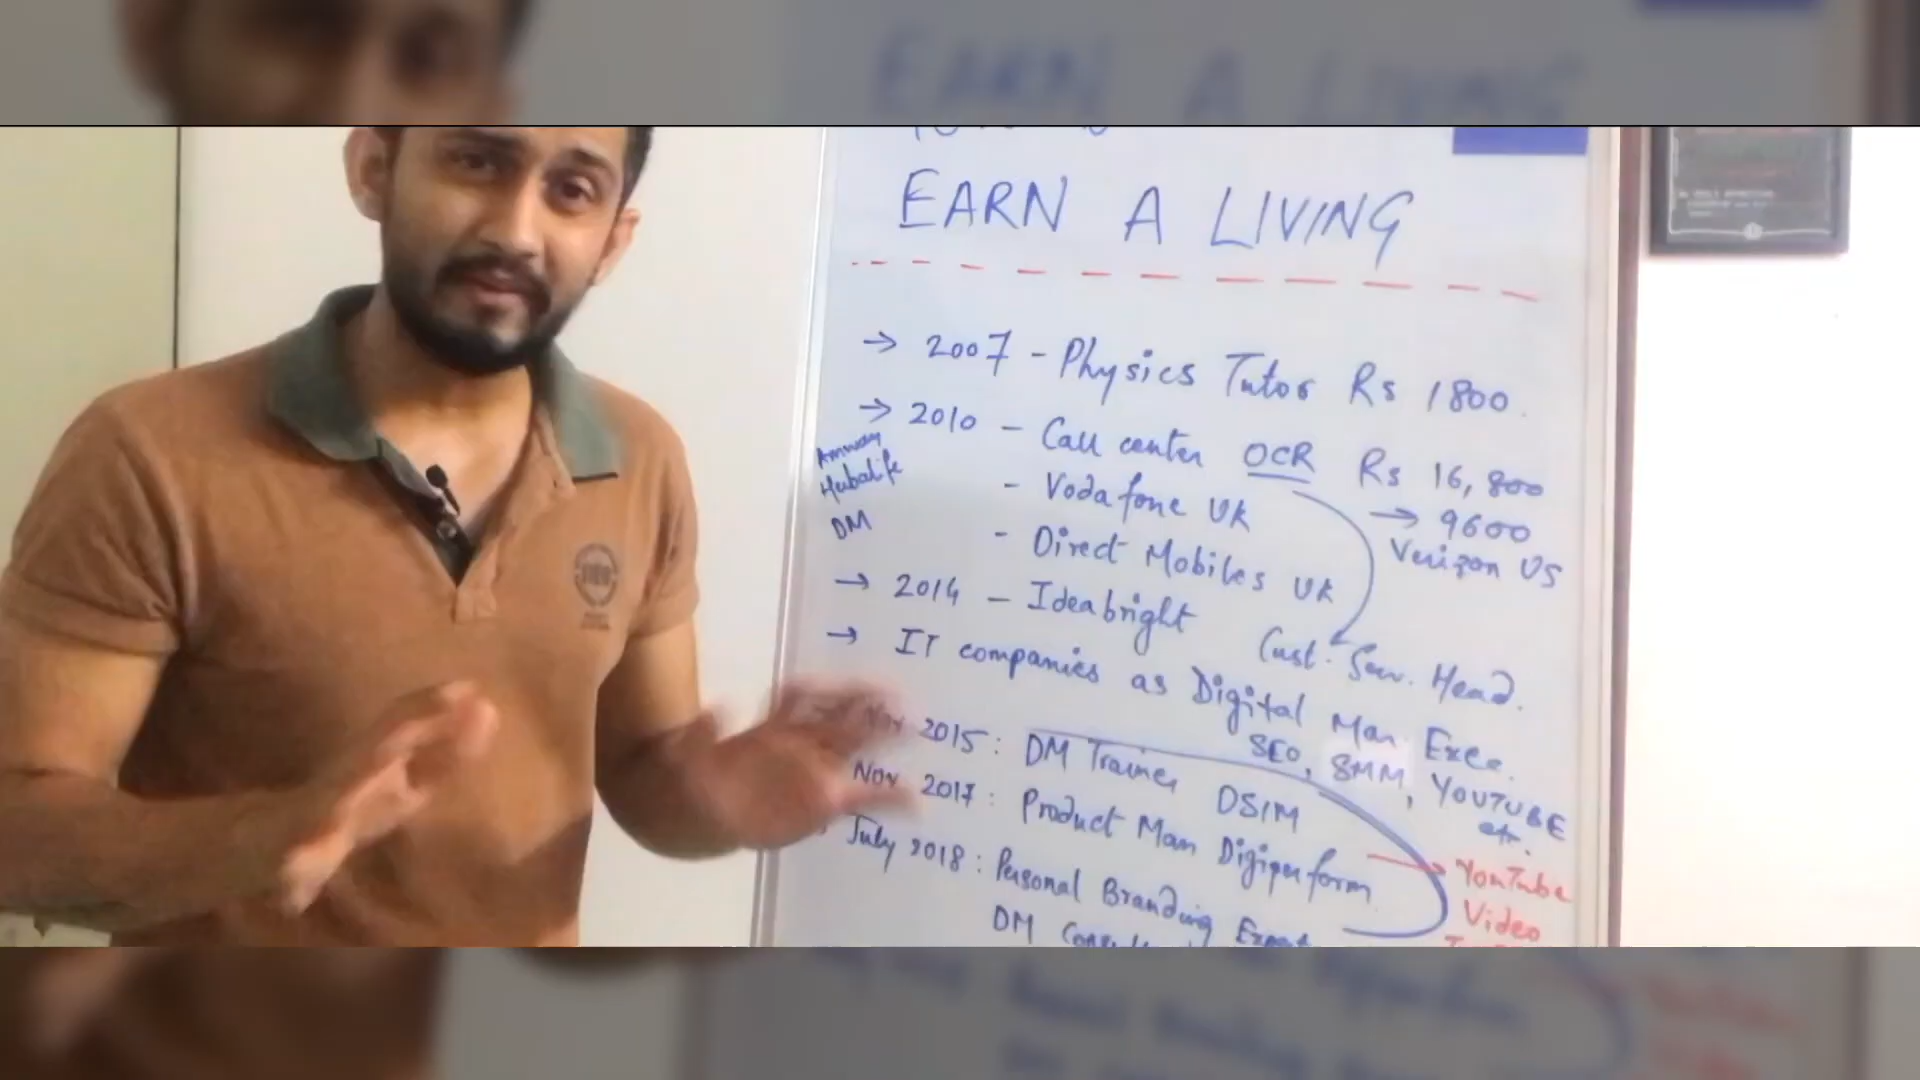 EARN A LIVING
→ 2007 - Physics Tutor Rs 1800
→ 2010 - Call center OCR Rs 16,800
→ 9600
Verizon US
Amway
Herbalife
DM
- Vodafone UK
- Direct Mobiles UK
→ 2014 - Ideabright
Cust. Serv. Head.
→ IT companies as Digital Man. Exec.
SEO, SMM, YOUTUBE
etc.
Nov 2015: DM Trainer DSIM
Nov 2017: Product Man Digiperform
July 2018: Personal Branding Expert
DM
YouTube
Video